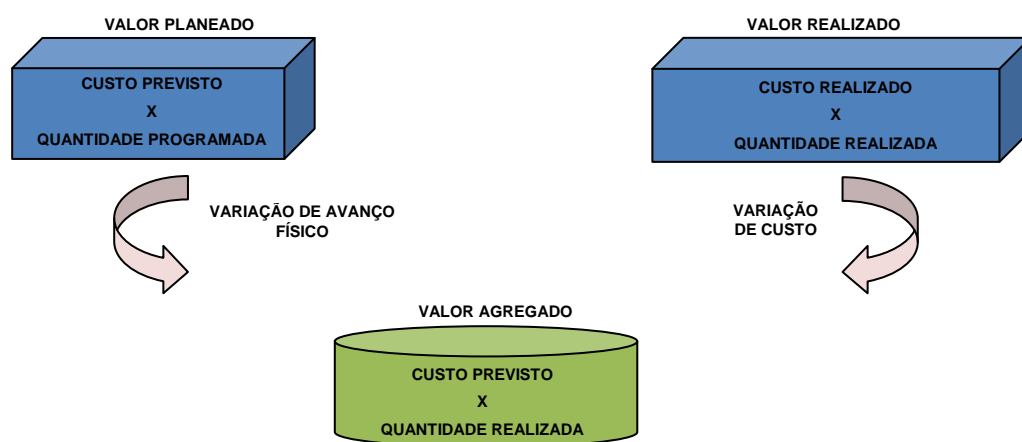 VALOR PLANEADO
CUSTO PREVISTO
X
QUANTIDADE PROGRAMADA
VALOR REALIZADO
CUSTO REALIZADO
X
QUANTIDADE REALIZADA
VARIAÇÃO DE AVANÇO
FÍSICO
VARIAÇÃO
DE CUSTO
VALOR AGREGADO
CUSTO PREVISTO
X
QUANTIDADE REALIZADA